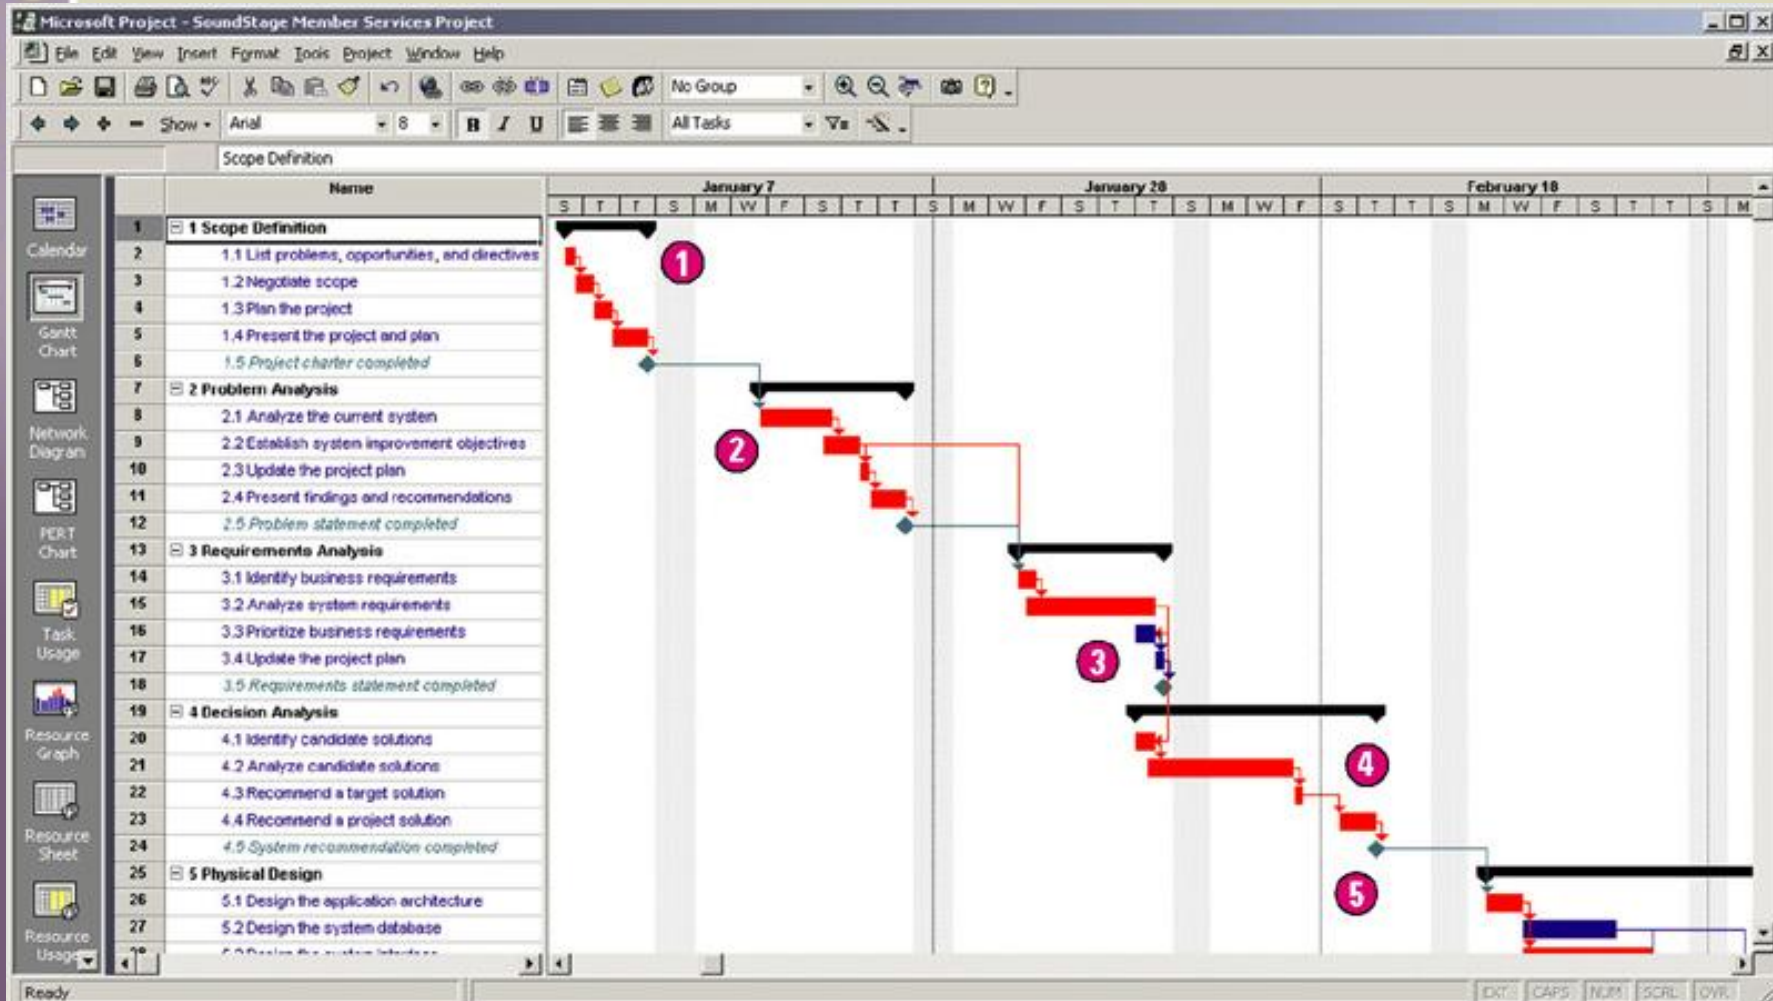 Microsoft Project - SoundStage Member Services Project
File Edit View Insert Format Tools Project Window Help
No Group
Show Arial 8 B I U All Tasks
Scope Definition
Name January 7 January 28 February 18
S T T S M W F S T T S M W F S T T S M W F S T T S M W F S T T S M
1 1 Scope Definition
2 1.1 List problems, opportunities, and directives
3 1.2 Negotiate scope
4 1.3 Plan the project
5 1.4 Present the project and plan
6 1.5 Project charter completed
7 2 Problem Analysis
8 2.1 Analyze the current system
9 2.2 Establish system improvement objectives
10 2.3 Update the project plan
11 2.4 Present findings and recommendations
12 2.5 Problem statement completed
13 3 Requirements Analysis
14 3.1 Identify business requirements
15 3.2 Analyze system requirements
16 3.3 Prioritize business requirements
17 3.4 Update the project plan
18 3.5 Requirements statement completed
19 4 Decision Analysis
20 4.1 Identify candidate solutions
21 4.2 Analyze candidate solutions
22 4.3 Recommend a target solution
23 4.4 Recommend a project solution
24 4.5 System recommendation completed
25 5 Physical Design
26 5.1 Design the application architecture
27 5.2 Design the system database
Calendar
Gantt
Chart
Network
Diagram
PERT
Chart
Task
Usage
Resource
Graph
Resource
Sheet
Resource
Usage
1
2
3
4
5
Ready EXT CAPS NUM SCRL OVR